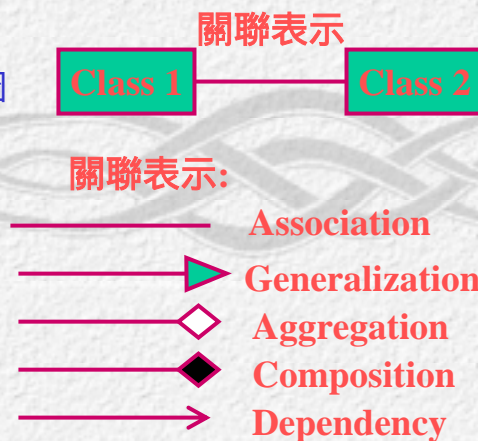 關聯表示
Class 1
Class 2
關聯表示:
Association
Generalization
Aggregation
Composition
Dependency